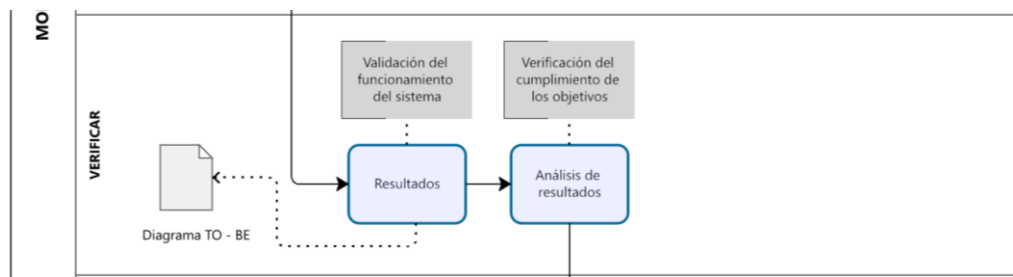 MO
VERIFICAR
Validación del
funcionamiento
del sistema
Verificación del
cumplimiento de
los objetivos
Resultados
Análisis de
resultados
Diagrama TO - BE